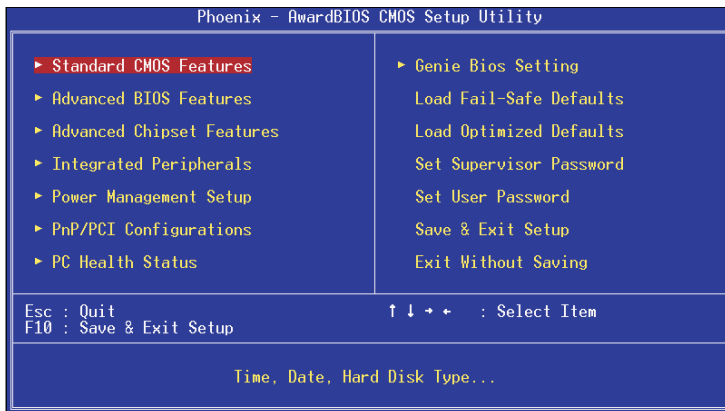 Phoenix - AwardBIOS CMOS Setup Utility
► Standard CMOS Features
► Advanced BIOS Features
► Advanced Chipset Features
► Integrated Peripherals
► Power Management Setup
► PnP/PCI Configurations
► PC Health Status
► Genie Bios Setting
Load Fail-Safe Defaults
Load Optimized Defaults
Set Supervisor Password
Set User Password
Save & Exit Setup
Exit Without Saving
Esc : Quit
F10 : Save & Exit Setup
↑ ↓ → ← : Select Item
Time, Date, Hard Disk Type...